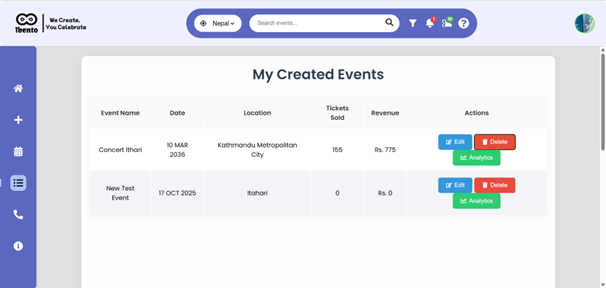 1bento
We Create,
You Celebrate
Nepal
Search events...
My Created Events
Event Name Date Location Tickets Sold Revenue Actions
Concert Ithari 10 MAR 2036 Kathmandu Metropolitan City 155 Rs. 775 Edit Delete
Analytics
New Test Event 17 OCT 2025 Itahari 0 Rs. 0 Edit Delete
Analytics